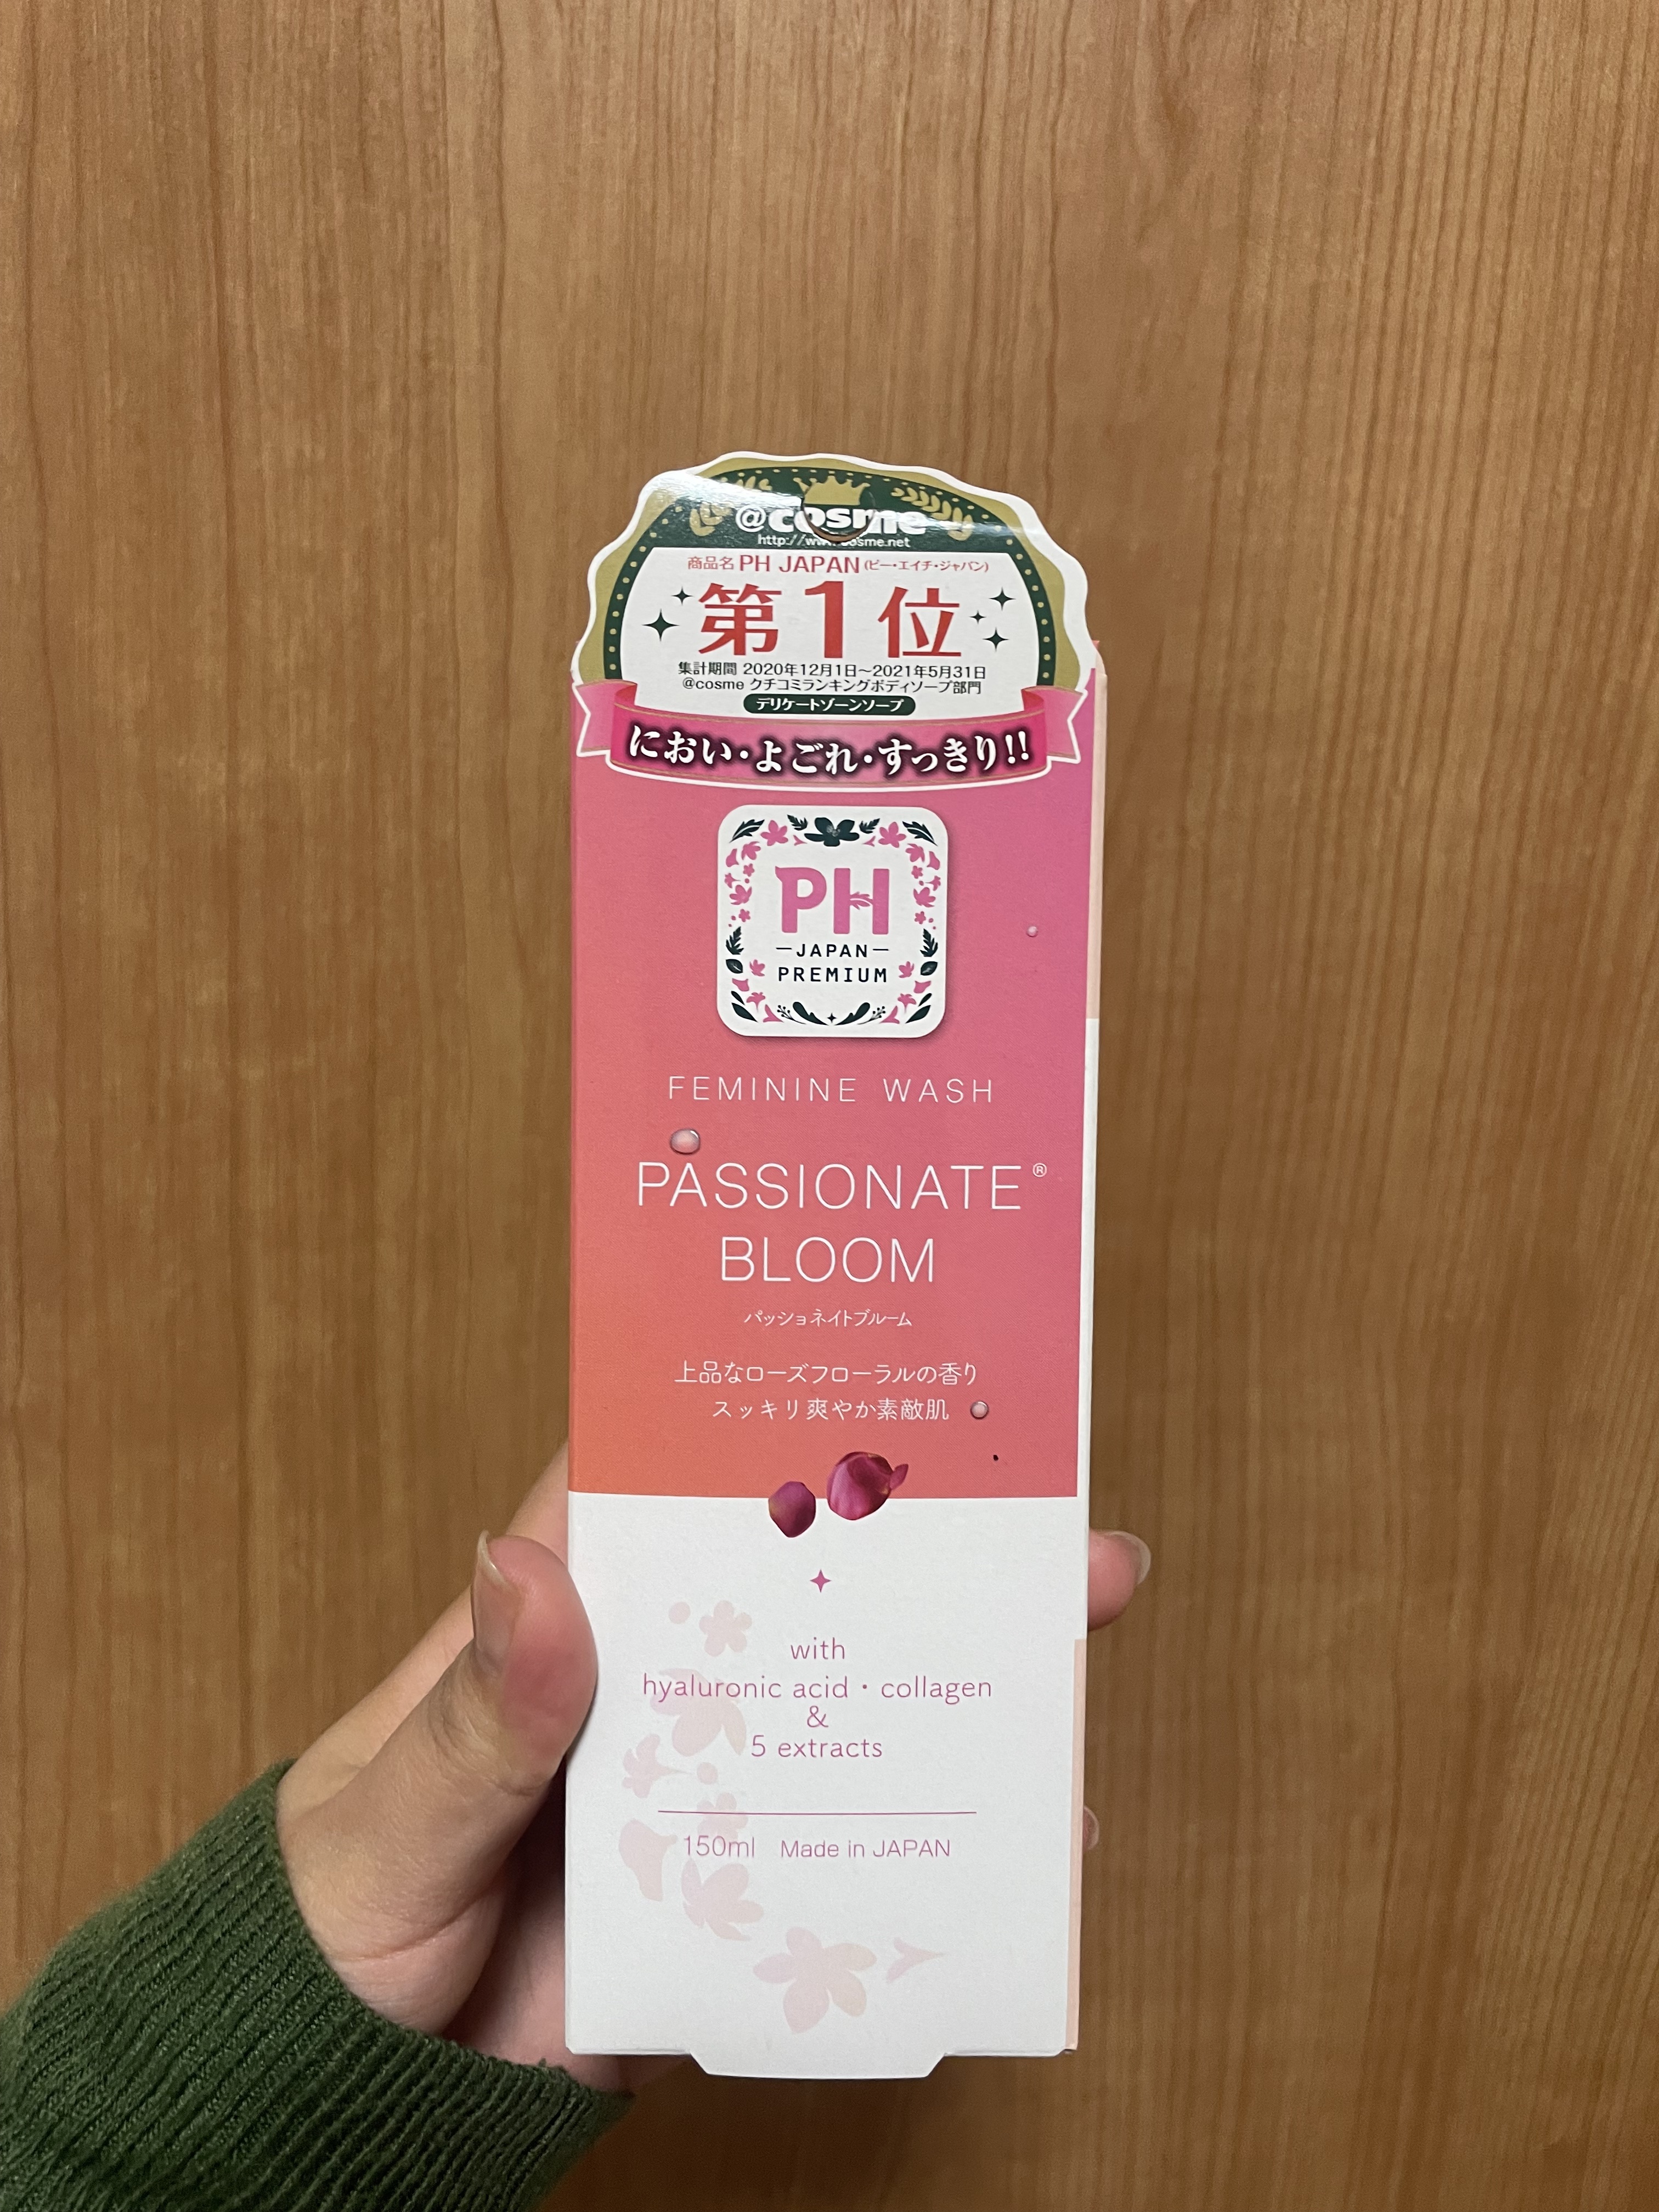 @cosme
http://www.cosme.net
商品名 PH JAPAN (ピー・エイチ・ジャパン)
第1位
集計期間 2020年12月1日~2021年5月31日
@cosme クチコミランキングボディソープ部門
デリケートゾーンソープ
におい・よごれ・すっきり!!
PH
JAPAN
PREMIUM
FEMININE WASH
PASSIONATE®
BLOOM
パッショネイトブルーム
上品なローズフローラルの香り
スッキリ爽やか素敵肌
with
hyaluronic acid・collagen
&
5 extracts
150ml Made in JAPAN